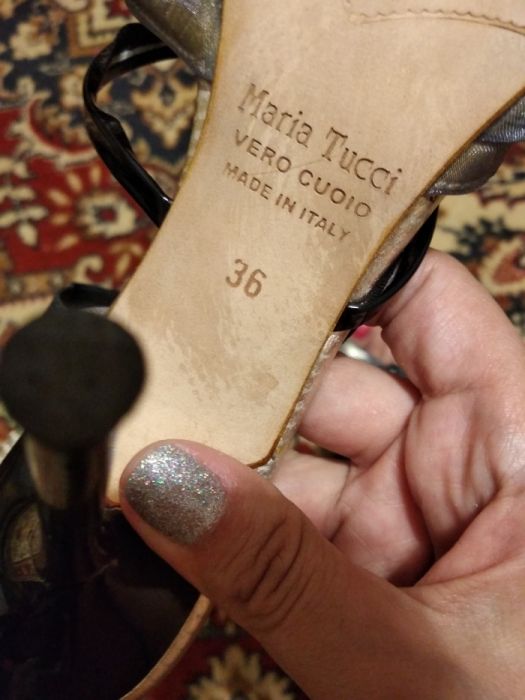 Maria Tucci
VERO CUOIO
MADE IN ITALY
36